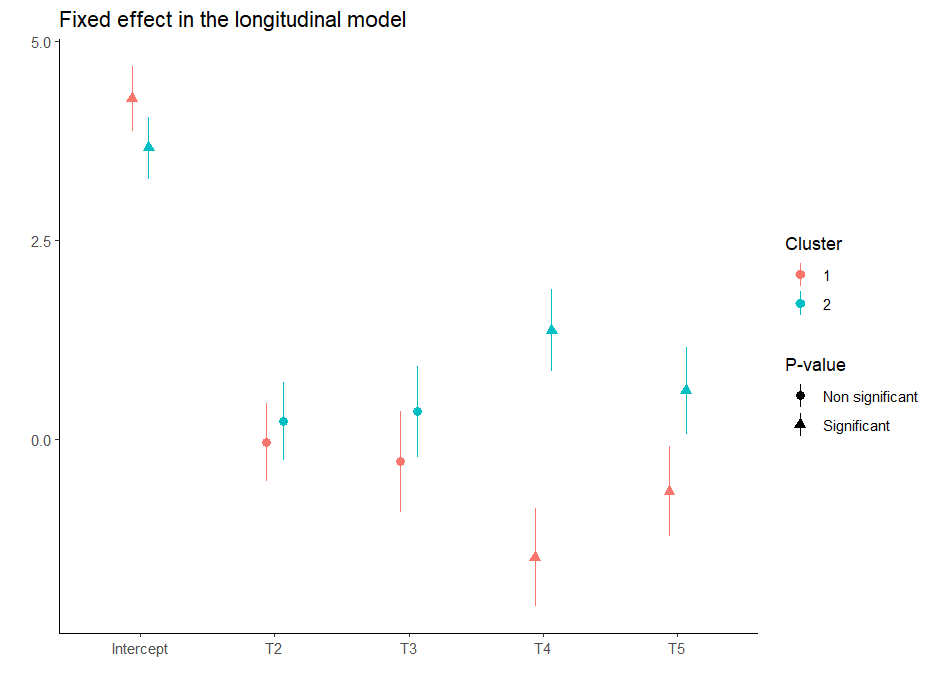 Fixed effect in the longitudinal model
5.0
2.5
0.0
Intercept T2 T3 T4 T5
Cluster
1
2
P-value
Non significant
Significant